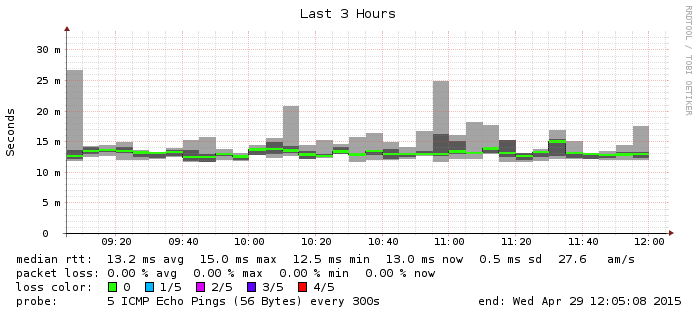 Last 3 Hours
RRDTOOL / TOBI OETIKER
Seconds
30 m
25 m
20 m
15 m
10 m
5 m
0
09:20 09:40 10:00 10:20 10:40 11:00 11:20 11:40 12:00
median rtt: 13.2 ms avg 15.0 ms max 12.5 ms min 13.0 ms now 0.5 ms sd 27.6 am/s
packet loss: 0.00 % avg 0.00 % max 0.00 % min 0.00 % now
loss color: 0 1/5 2/5 3/5 4/5
probe: 5 ICMP Echo Pings (56 Bytes) every 300s end: Wed Apr 29 12:05:08 2015